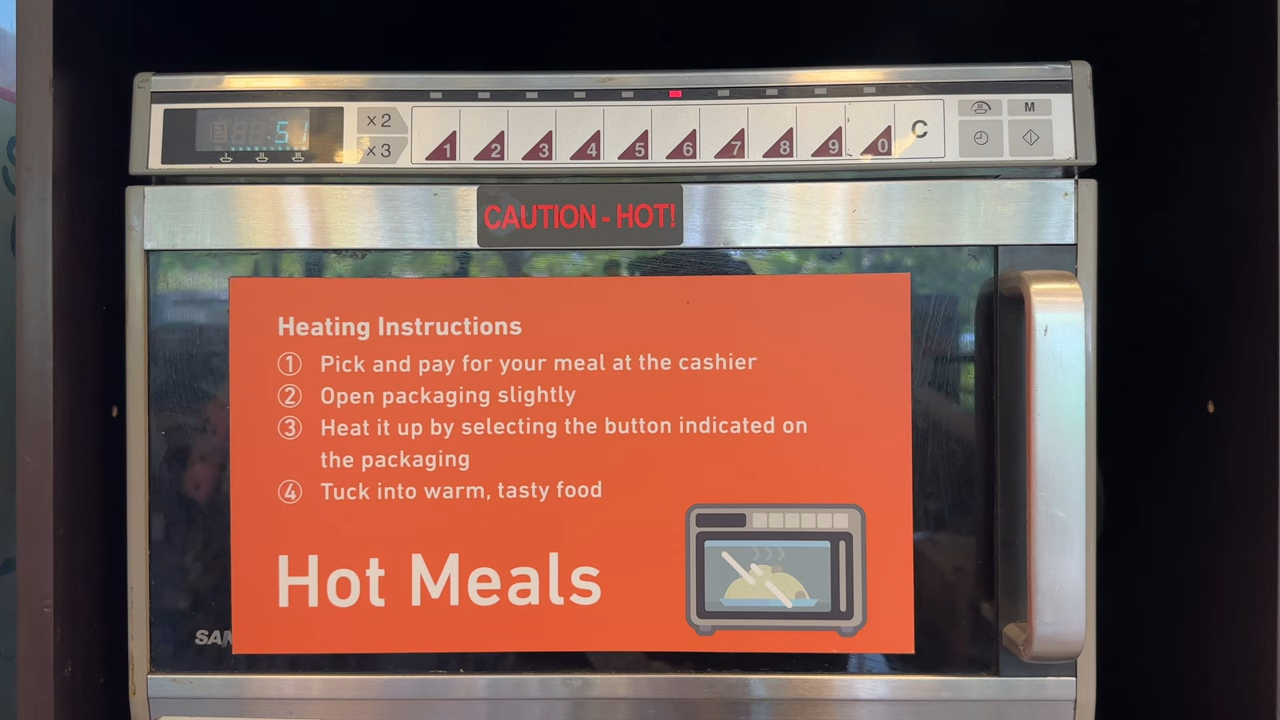 51
×2
×3
1 2 3 4 5 6 7 8 9 0 C
M
CAUTION - HOT!
Heating Instructions
① Pick and pay for your meal at the cashier
② Open packaging slightly
③ Heat it up by selecting the button indicated on
the packaging
④ Tuck into warm, tasty food
Hot Meals
SAN